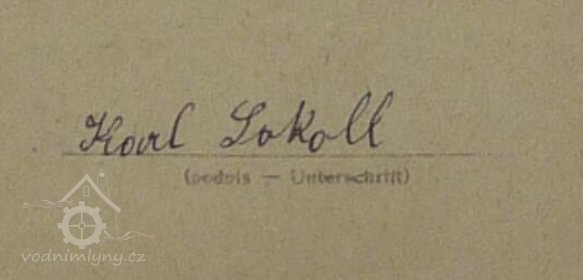 Karl Sokoll
(podpis — Unterschrift)
vodnimlyny.cz